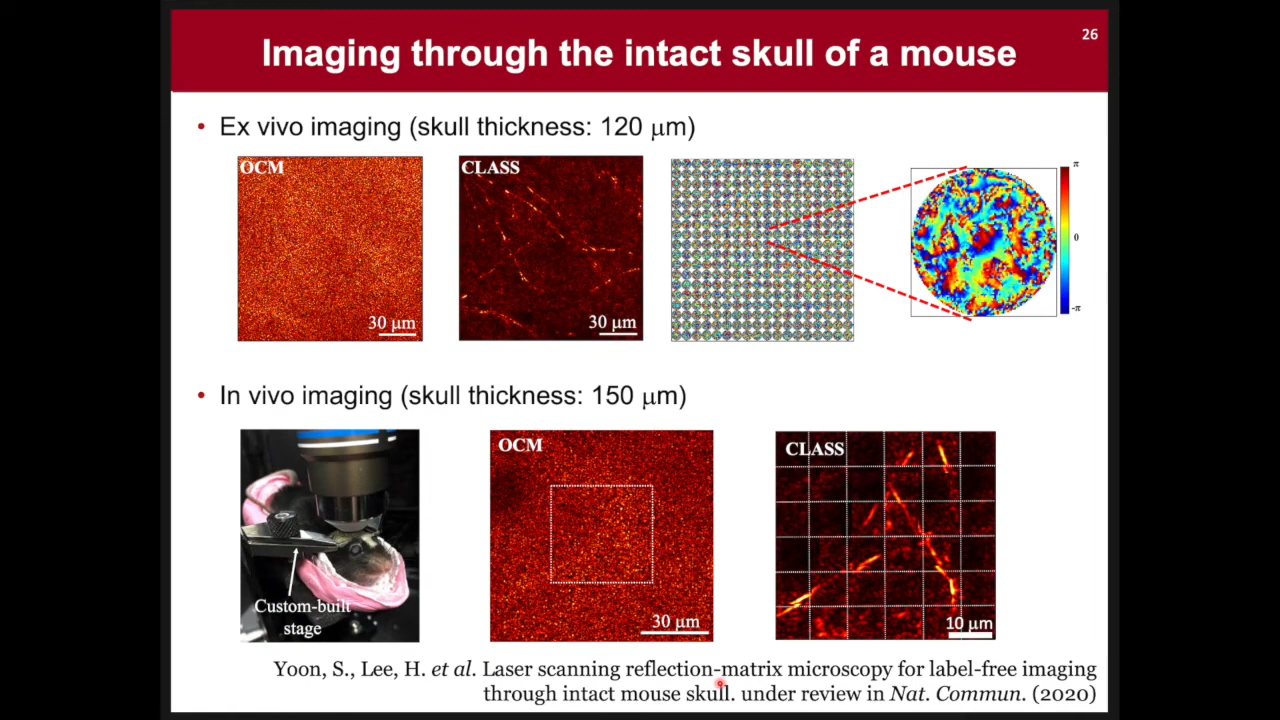 26
Imaging through the intact skull of a mouse
• Ex vivo imaging (skull thickness: 120 μm)
OCM
30 μm
CLASS
30 μm
π
0
-π
• In vivo imaging (skull thickness: 150 μm)
Custom-built
stage
OCM
30 μm
CLASS
10 μm
Yoon, S., Lee, H. et al. Laser scanning reflection-matrix microscopy for label-free imaging
through intact mouse skull. under review in Nat. Commun. (2020)